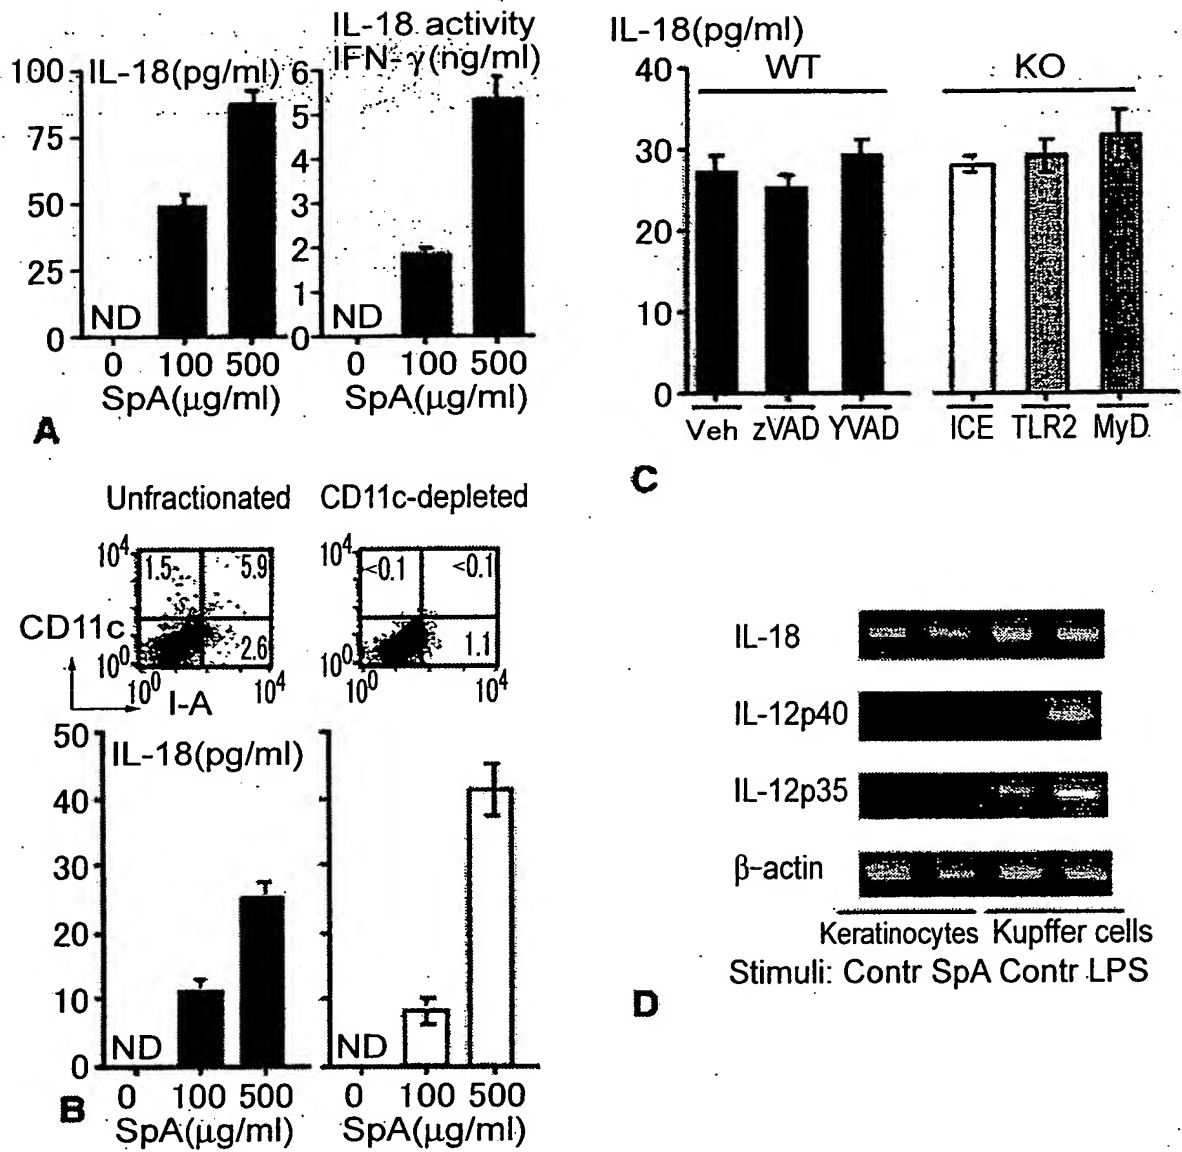 IL-18(pg/ml)
100
75
50
25
0
ND
0 100 500
SpA(μg/ml)
IL-18 activity
IFN-γ(ng/ml)
6
5
4
3
2
1
0
ND
0 100 500
SpA(μg/ml)
A
IL-18(pg/ml)
WT KO
40
30
20
10
0
Veh zVAD YVAD ICE TLR2 MyD
C
Unfractionated CD11c-depleted
10⁴
1.5 5.9
CD11c
2.6
10⁰
10⁰ 10⁴
I-A
10⁴
<0.1 <0.1
1.1
10⁰
10⁰ 10⁴
IL-18(pg/ml)
50
40
30
20
10
0
ND
0 100 500
SpA(μg/ml)
ND
0 100 500
SpA(μg/ml)
B
IL-18
IL-12p40
IL-12p35
β-actin
Keratinocytes Kupffer cells
Stimuli: Contr SpA Contr LPS
D